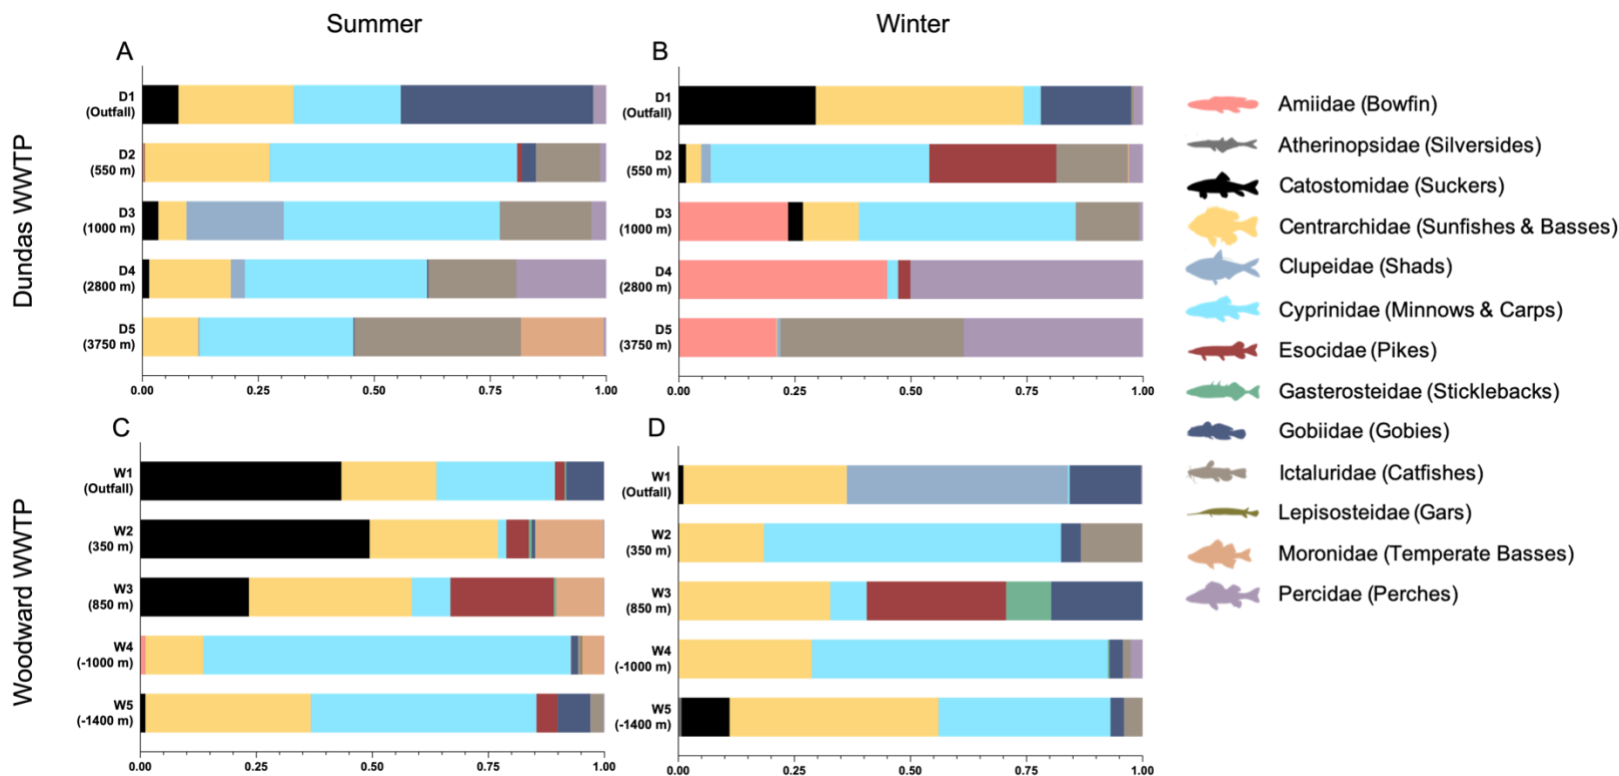 Summer
Winter
A
B
Dundas WWTP
D1
(Outfall)
D2
(550 m)
D3
(1000 m)
D4
(2800 m)
D5
(3750 m)
0.00 0.25 0.50 0.75 1.00
D1
(Outfall)
D2
(550 m)
D3
(1000 m)
D4
(2800 m)
D5
(3750 m)
0.00 0.25 0.50 0.75 1.00
C
D
Woodward WWTP
W1
(Outfall)
W2
(350 m)
W3
(850 m)
W4
(-1000 m)
W5
(-1400 m)
0.00 0.25 0.50 0.75 1.00
W1
(Outfall)
W2
(350 m)
W3
(850 m)
W4
(-1000 m)
W5
(-1400 m)
0.00 0.25 0.50 0.75 1.00
Amiidae (Bowfin)
Atherinopsidae (Silversides)
Catostomidae (Suckers)
Centrarchidae (Sunfishes & Basses)
Clupeidae (Shads)
Cyprinidae (Minnows & Carps)
Esocidae (Pikes)
Gasterosteidae (Sticklebacks)
Gobiidae (Gobies)
Ictaluridae (Catfishes)
Lepisosteidae (Gars)
Moronidae (Temperate Basses)
Percidae (Perches)